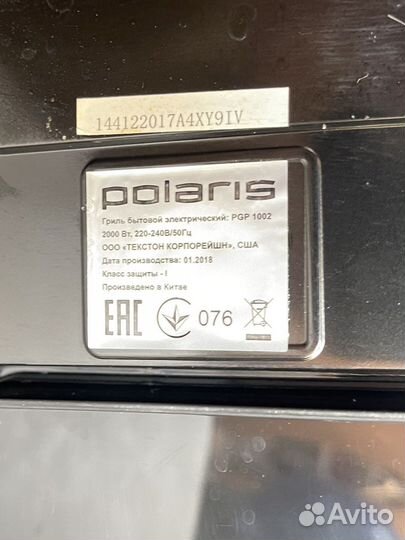 144122017A4XY9IV
polaris
Гриль бытовой электрический: PGP 1002
2000 Вт, 220-240В/50Гц
ООО «ТЕКСТОН КОРПОРЕЙШН», США
Дата производства: 01.2018
Класс защиты - I
Произведено в Китае
EAC 076
Avito